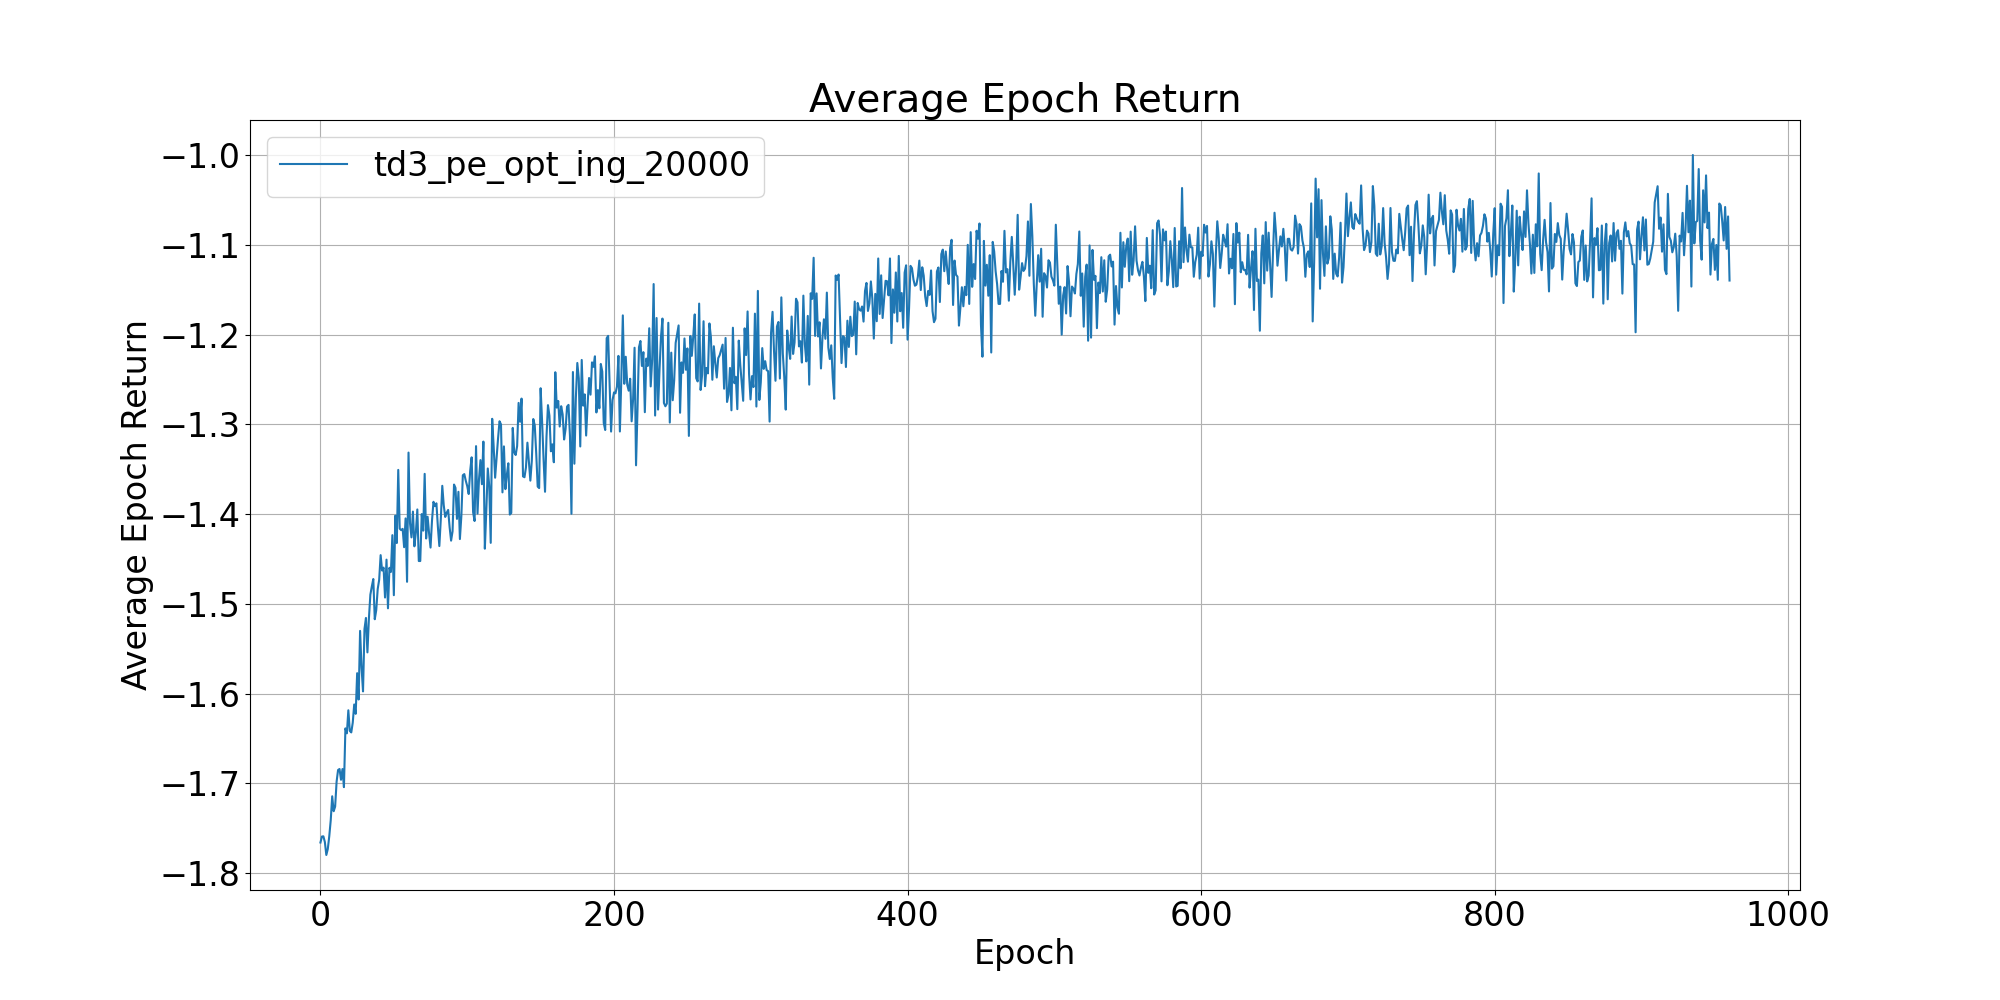 Average Epoch Return
td3_pe_opt_ing_20000
Average Epoch Return
−1.0
−1.1
−1.2
−1.3
−1.4
−1.5
−1.6
−1.7
−1.8
0 200 400 600 800 1000
Epoch